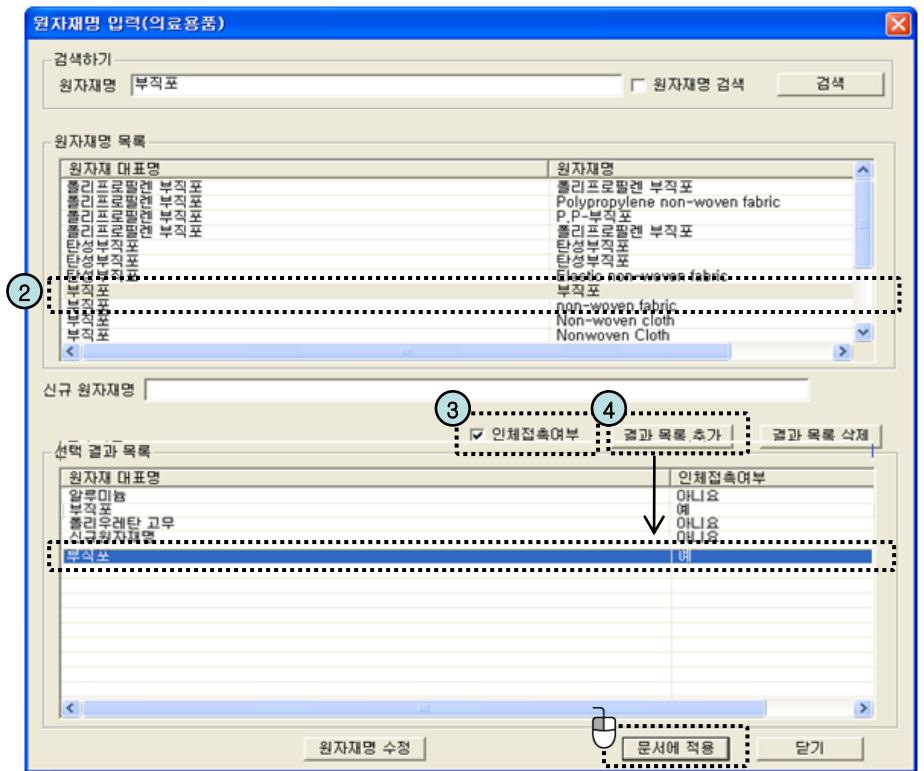 원자재명 입력(의료용품)
검색하기
원자재명 부직포 원자재명 검색 검색
원자재명 목록
원자재 대표명 원자재명
폴리프로필렌 부직포 폴리프로필렌 부직포
폴리프로필렌 부직포 Polypropylene non-woven fabric
폴리프로필렌 부직포 P.P-부직포
폴리프로필렌 부직포 폴리프로필렌 부직포
탄성부직포 탄성부직포
탄성부직포 탄성부직포
탄성부직포 Elastic non-woven fabric
2 부직포 부직포
부직포 non-woven fabric
부직포 Non-woven cloth
부직포 Nonwoven Cloth
신규 원자재명
3 4
인체접촉여부 결과 목록 추가 결과 목록 삭제
선택 결과 목록
원자재 대표명 인체접촉여부
알루미늄 아니요
부직포 예
폴리우레탄 고무 아니요
신규원자재명 아니요
부직포 예
원자재명 수정 문서에 적용 닫기